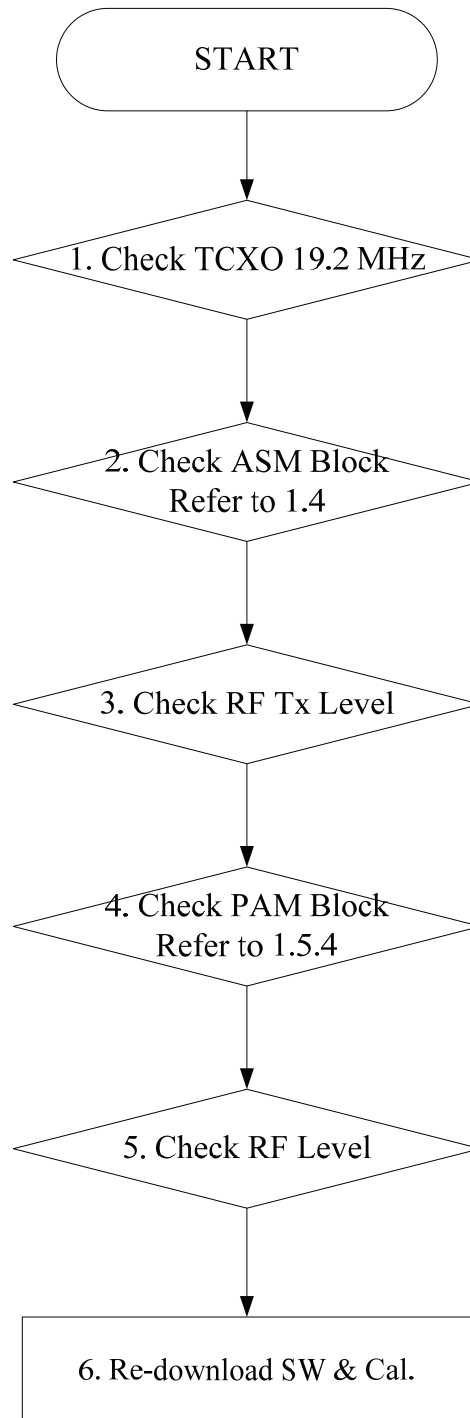 START
1. Check TCXO 19.2 MHz
2. Check ASM Block
Refer to 1.4
3. Check RF Tx Level
4. Check PAM Block
Refer to 1.5.4
5. Check RF Level
6. Re-download SW & Cal.